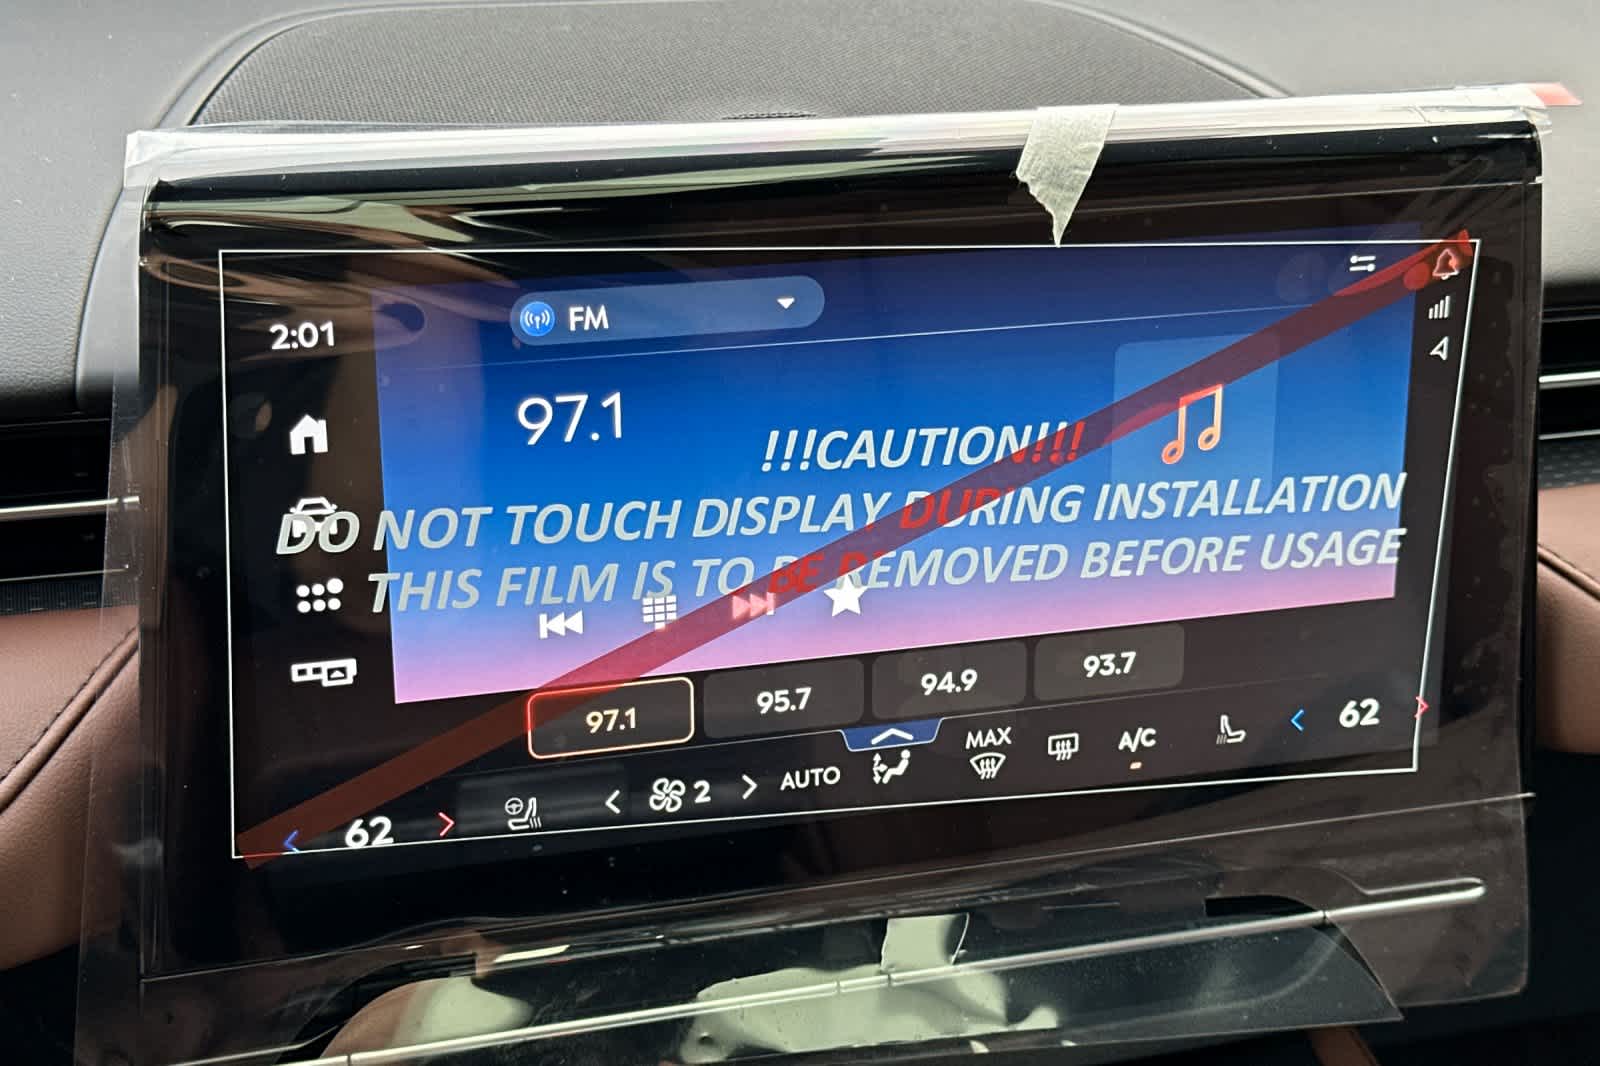 2:01
FM
97.1
!!!CAUTION!!!
DO NOT TOUCH DISPLAY DURING INSTALLATION
THIS FILM IS TO BE REMOVED BEFORE USAGE
97.1
95.7
94.9
93.7
62
2
AUTO
MAX
A/C
62